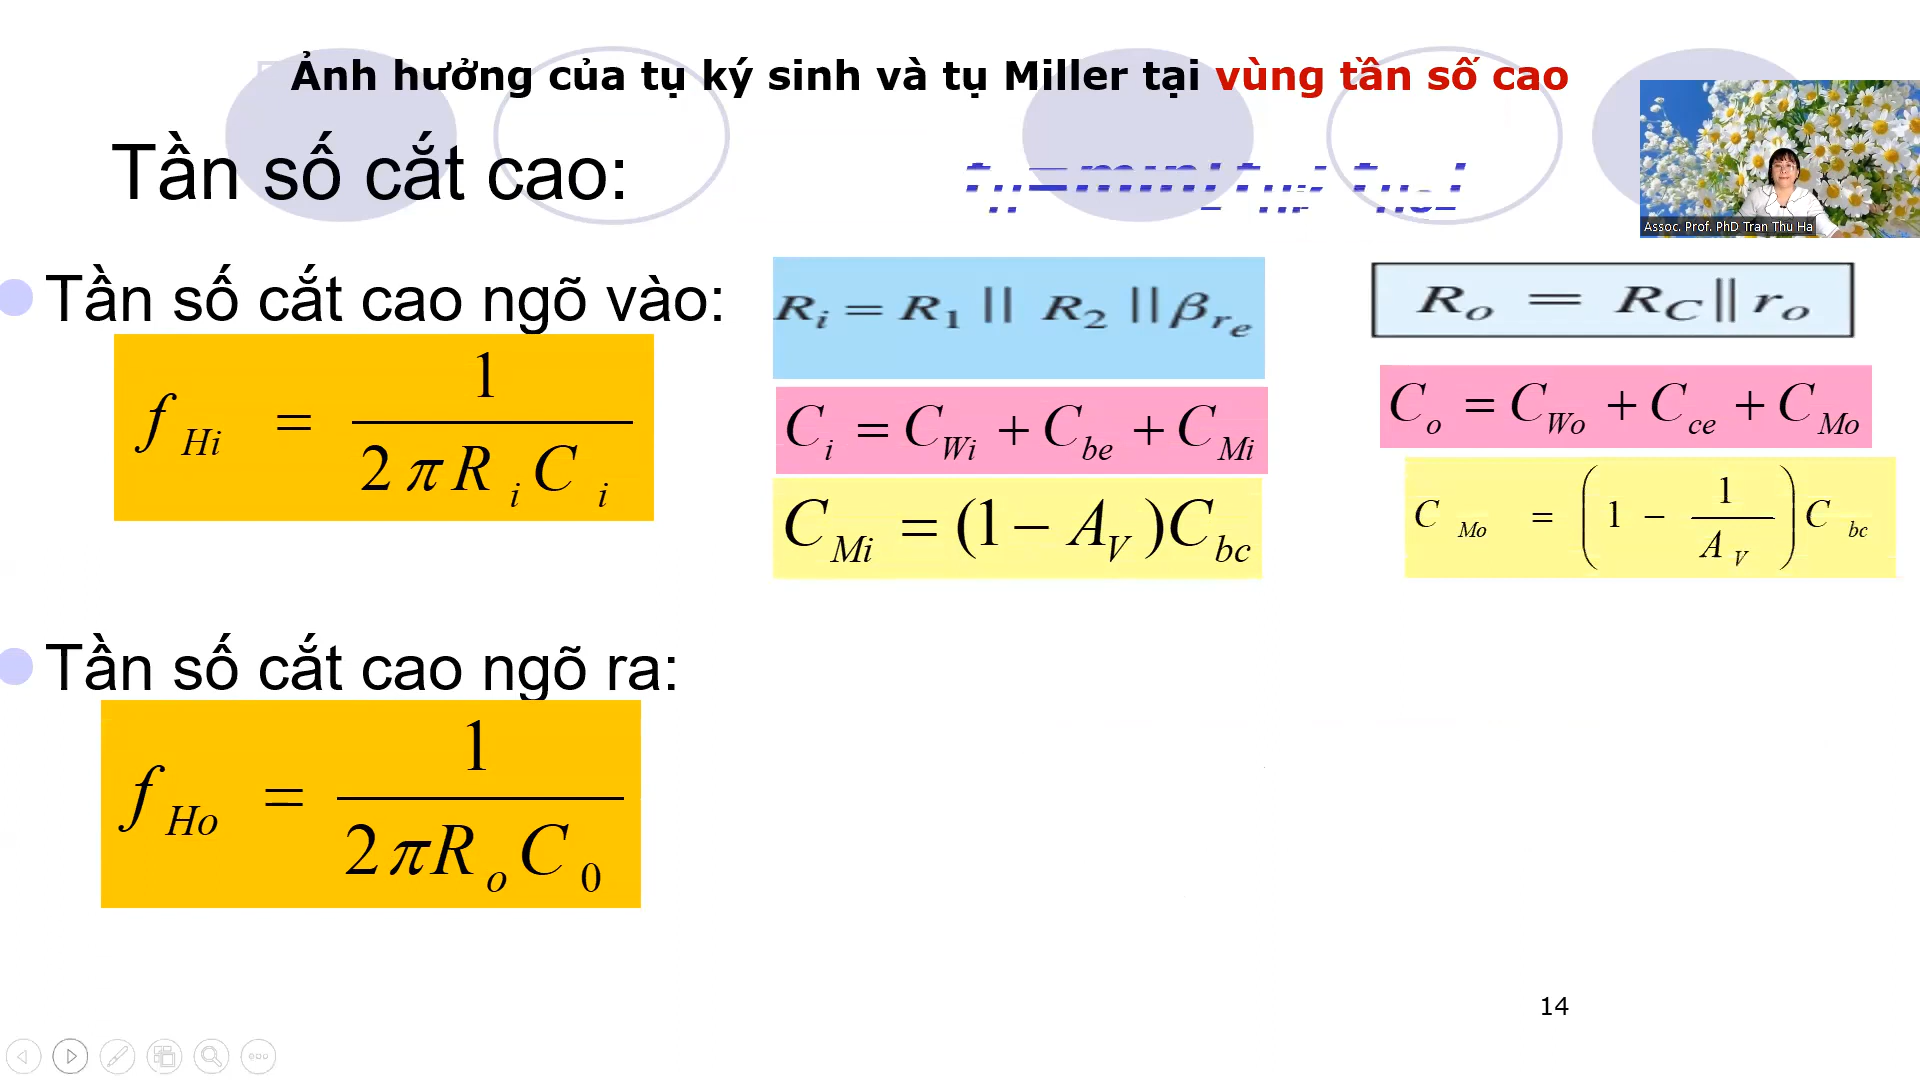 Ảnh hưởng của tụ ký sinh và tụ Miller tại vùng tần số cao
Tần số cắt cao:
Assoc. Prof. PhD Tran Thu Ha
Tần số cắt cao ngõ vào:
f_{Hi} = \frac{1}{2 \pi R_i C_i}
R_i = R_1 || R_2 || β_{r_e}
C_i = C_{Wi} + C_{be} + C_{Mi}
C_{Mi} = (1 - A_V) C_{bc}
R_o = R_C || r_o
C_o = C_{Wo} + C_{ce} + C_{Mo}
C_{Mo} = \left(1 - \frac{1}{A_V}\right) C_{bc}
Tần số cắt cao ngõ ra:
f_{Ho} = \frac{1}{2 \pi R_o C_0}
14